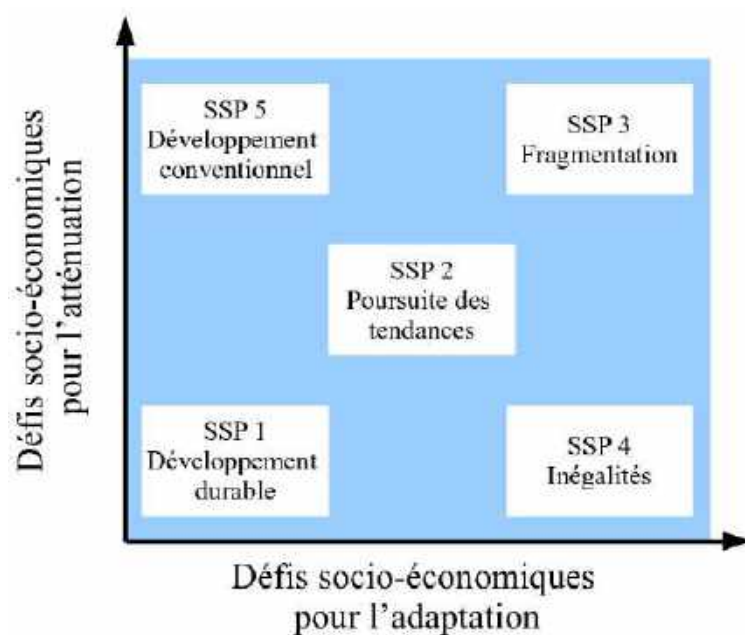 Défis socio-économiques
pour l'atténuation
SSP 5
Développement
conventionnel
SSP 3
Fragmentation
SSP 2
Poursuite des
tendances
SSP 1
Développement
durable
SSP 4
Inégalités
Défis socio-économiques
pour l'adaptation